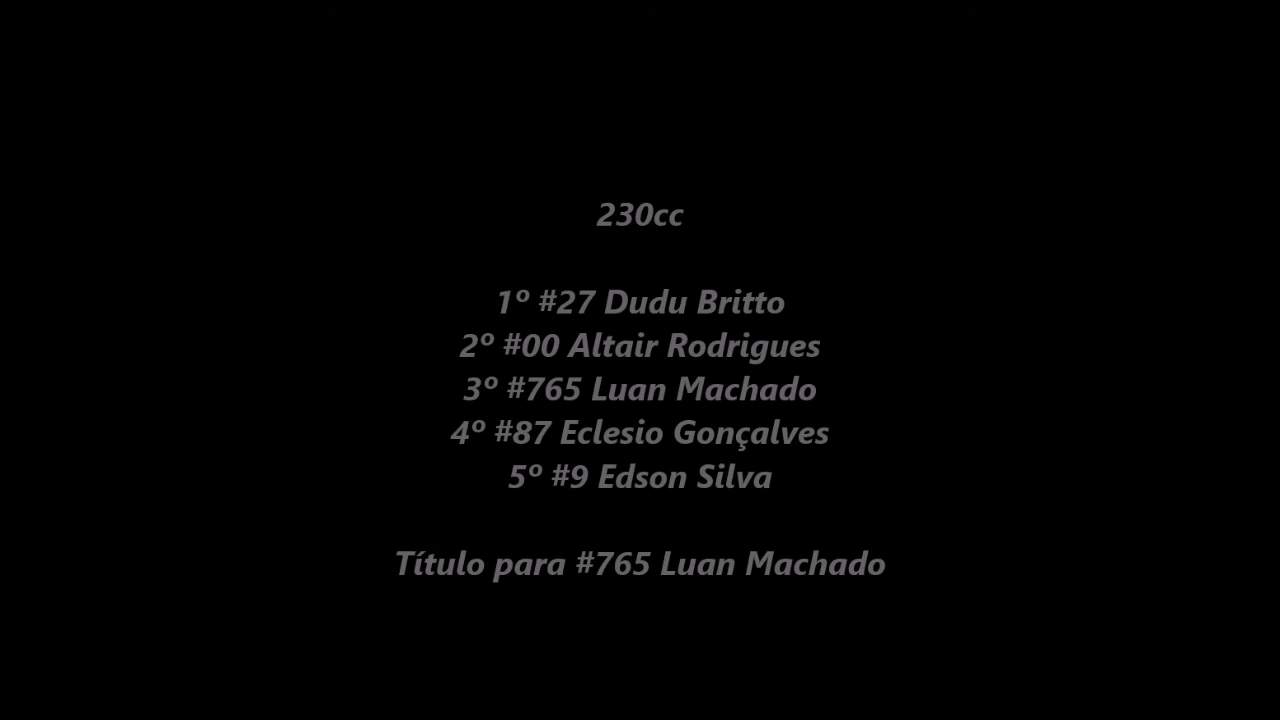 230cc
1º #27 Dudu Britto
2º #00 Altair Rodrigues
3º #765 Luan Machado
4º #87 Eclesio Gonçalves
5º #9 Edson Silva
Título para #765 Luan Machado